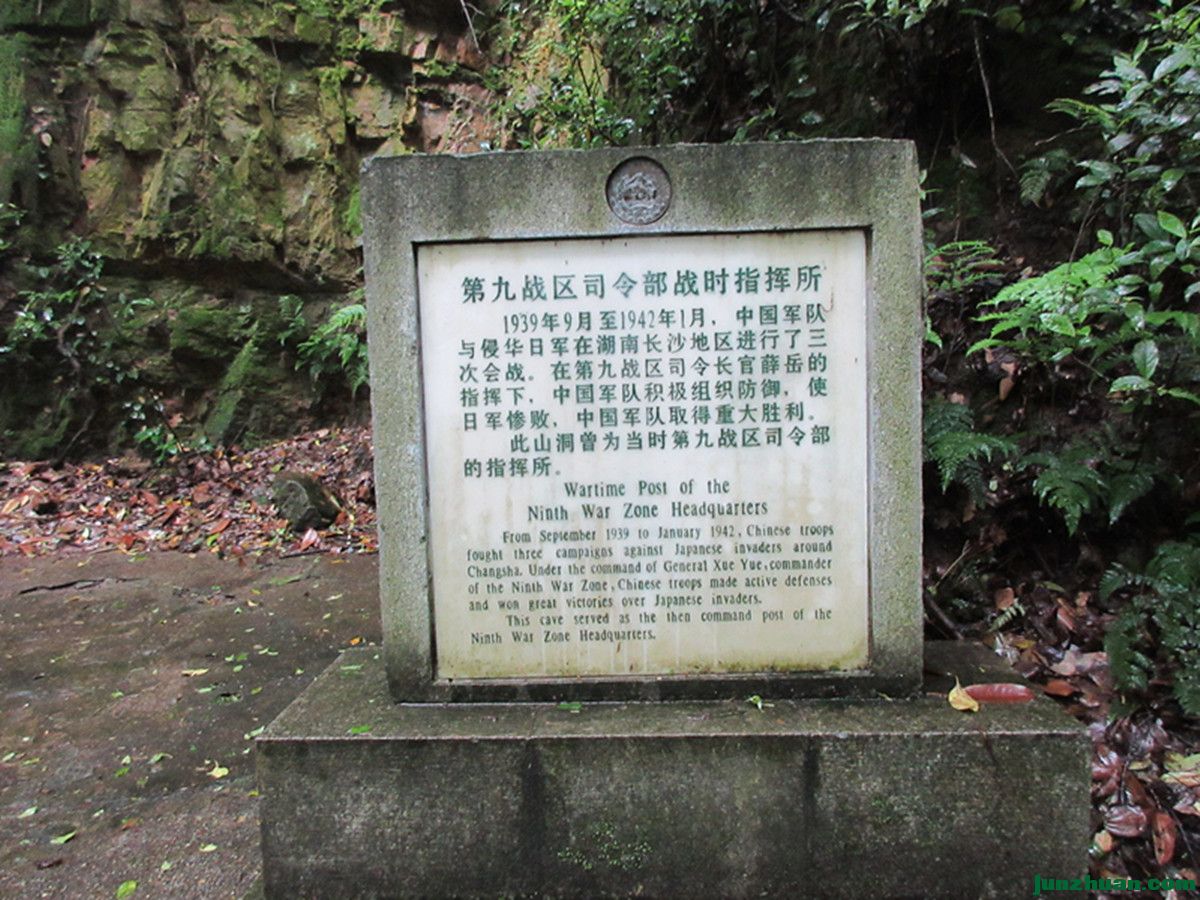 第九战区司令部战时指挥所
1939年9月至1942年1月，中国军队
与侵华日军在湖南长沙地区进行了三
次会战。在第九战区司令长官薛岳的
指挥下，中国军队积极组织防御，使
日军惨败，中国军队取得重大胜利。
此山洞曾为当时第九战区司令部
的指挥所。
Wartime Post of the
Ninth War Zone Headquarters
From September 1939 to January 1942, Chinese troops
fought three campaigns against Japanese invaders around
Changsha. Under the command of General Xue Yue, commander
of the Ninth War Zone, Chinese troops made active defenses
and won great victories over Japanese invaders.
This cave served as the then command post of the
Ninth War Zone Headquarters.
junzhuan.com